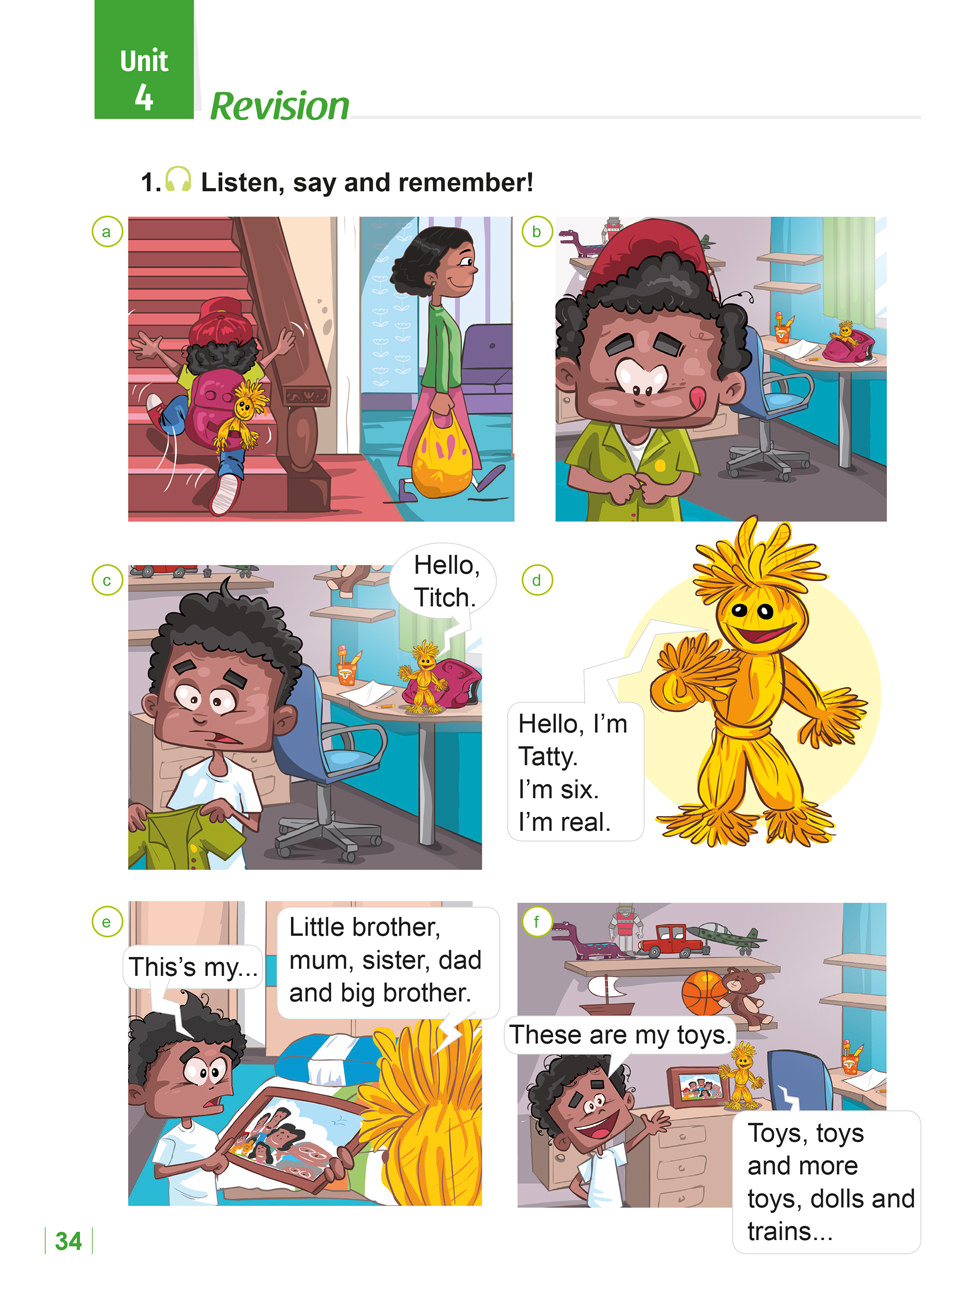 Unit
4
Revision
1. Listen, say and remember!
a
b
c
Hello,
Titch.
d
Hello, I'm
Tatty.
I'm six.
I'm real.
e
This's my...
Little brother,
mum, sister, dad
and big brother.
f
These are my toys.
Toys, toys
and more
toys, dolls and
trains...
34